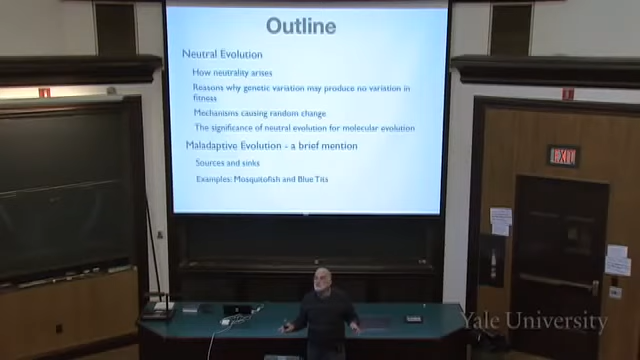 Outline
Neutral Evolution
How neutrality arises
Reasons why genetic variation may produce no variation in
fitness
Mechanisms causing random change
The significance of neutral evolution for molecular evolution
Maladaptive Evolution - a brief mention
Sources and sinks
Examples: Mosquitofish and Blue Tits
EXIT
Yale University